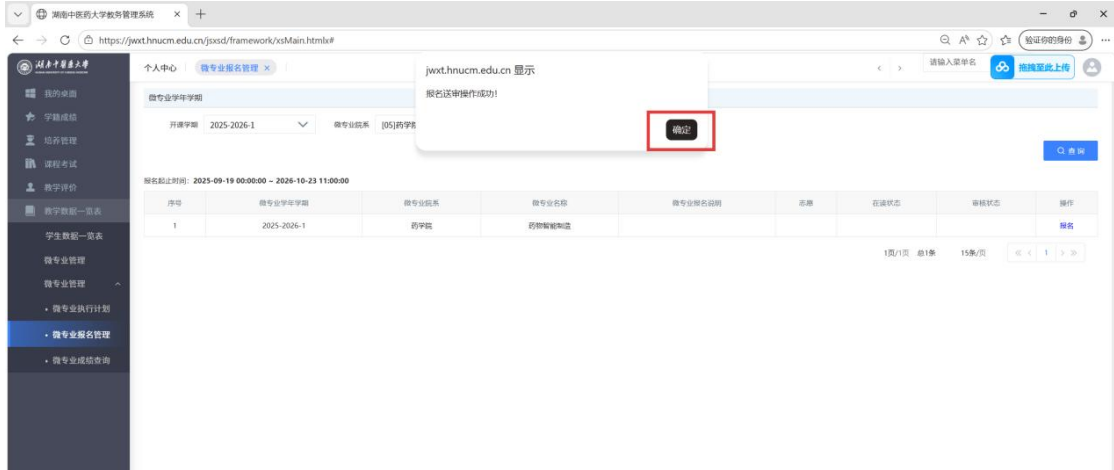 湖南中医药大学教务管理系统
https://jwxt.hnucm.edu.cn/jsxsd/framework/xsMain.htmlx#
验证你的身份
湖南中医药大学
个人中心 微专业报名管理 ×
请输入菜单名
拖拽至此上传
jwxt.hnucm.edu.cn 显示
报名送审操作成功!
确定
我的桌面
学籍成绩
培养管理
课程考试
教学评价
教学数据一览表
学生数据一览表
微专业管理
微专业管理
• 微专业执行计划
• 微专业报名管理
• 微专业成绩查询
微专业学年学期
开课学期 2025-2026-1 微专业院系 [05]药学院
查 询
报名起止时间: 2025-09-19 00:00:00 ~ 2026-10-23 11:00:00
序号 微专业学年学期 微专业院系 微专业名称 微专业报名说明 志愿 在读状态 审核状态 操作
1 2025-2026-1 药学院 药物智能制造 报名
1页/1页 总1条 15条/页 1